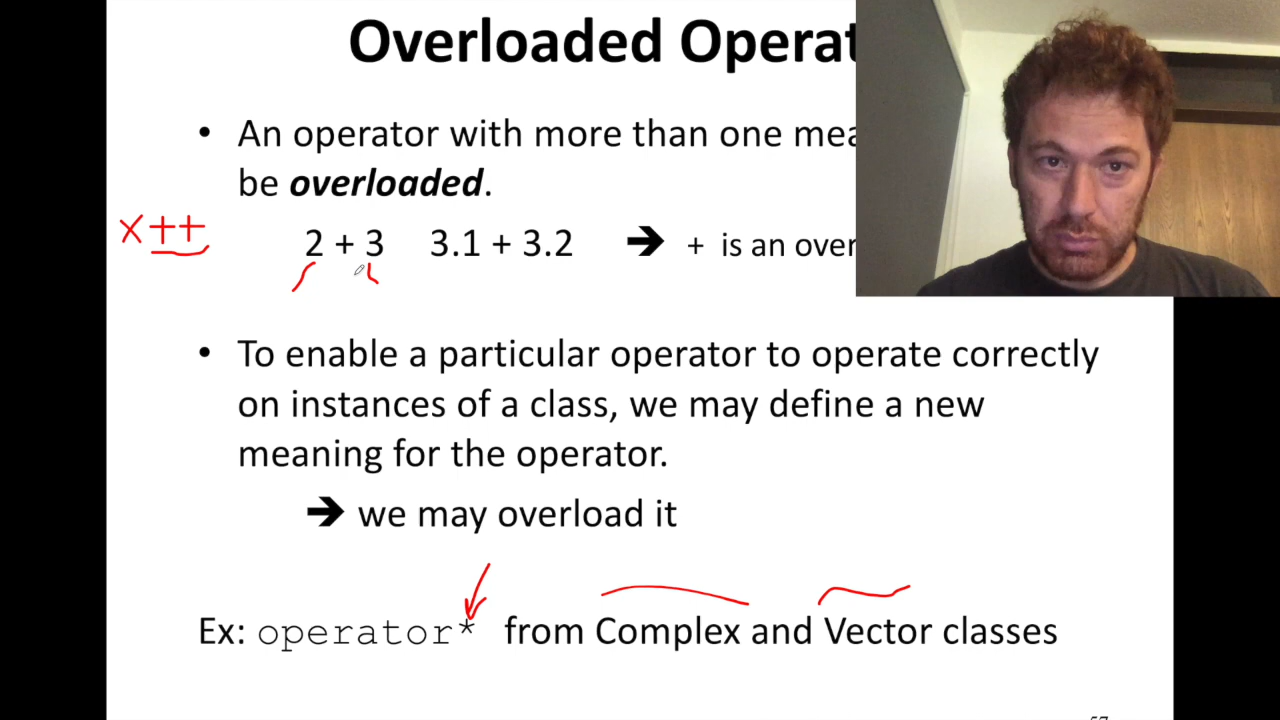 Overloaded Operat
• An operator with more than one mea
be overloaded.
x++ 2 + 3 3.1 + 3.2 ➔ + is an over
• To enable a particular operator to operate correctly
on instances of a class, we may define a new
meaning for the operator.
➔ we may overload it
Ex: operator* from Complex and Vector classes